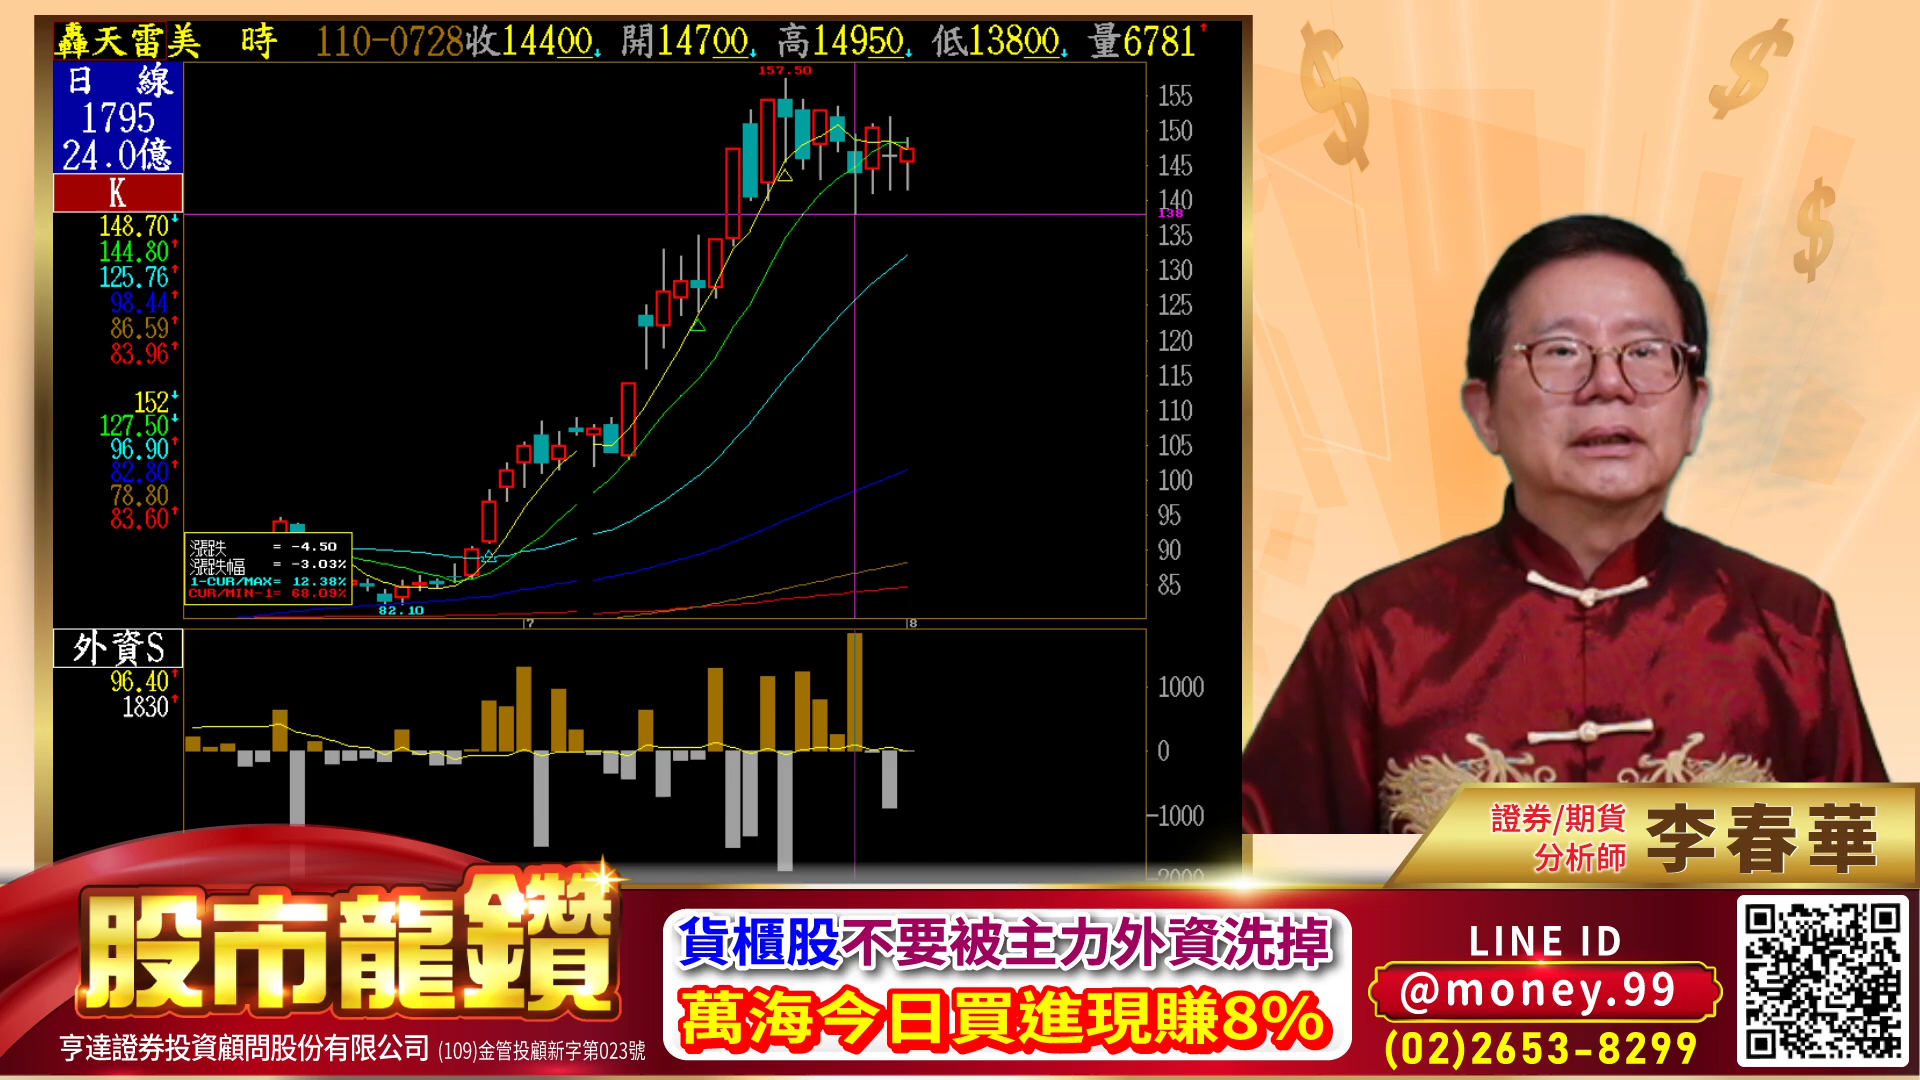 轟天雷美 時 110-0728收14400↓ 開14700↓ 高14950↓ 低13800↓ 量6781↑
日 線
1795
24.0億
K
148.70↓
144.80↑
125.76↑
98.44↑
86.59↑
83.96↑
152↓
127.50↓
96.90↑
82.80↑
78.80
83.60↑
157.50
155
150
145
140
138
135
130
125
120
115
110
105
100
95
90
85
漲跌 = -4.50
漲跌幅 = -3.03%
1-CUR/MAX= 12.38%
CUR/MIN-1= 68.09%
82.10
7
8
外資S
96.40↑
1830↑
1000
0
-1000
-2000
證券/期貨
分析師
李春華
股市龍鑽
亨達證券投資顧問股份有限公司 (109)金管投顧新字第023號
貨櫃股不要被主力外資洗掉
萬海今日買進現賺8%
LINE ID
@money.99
(02)2653-8299